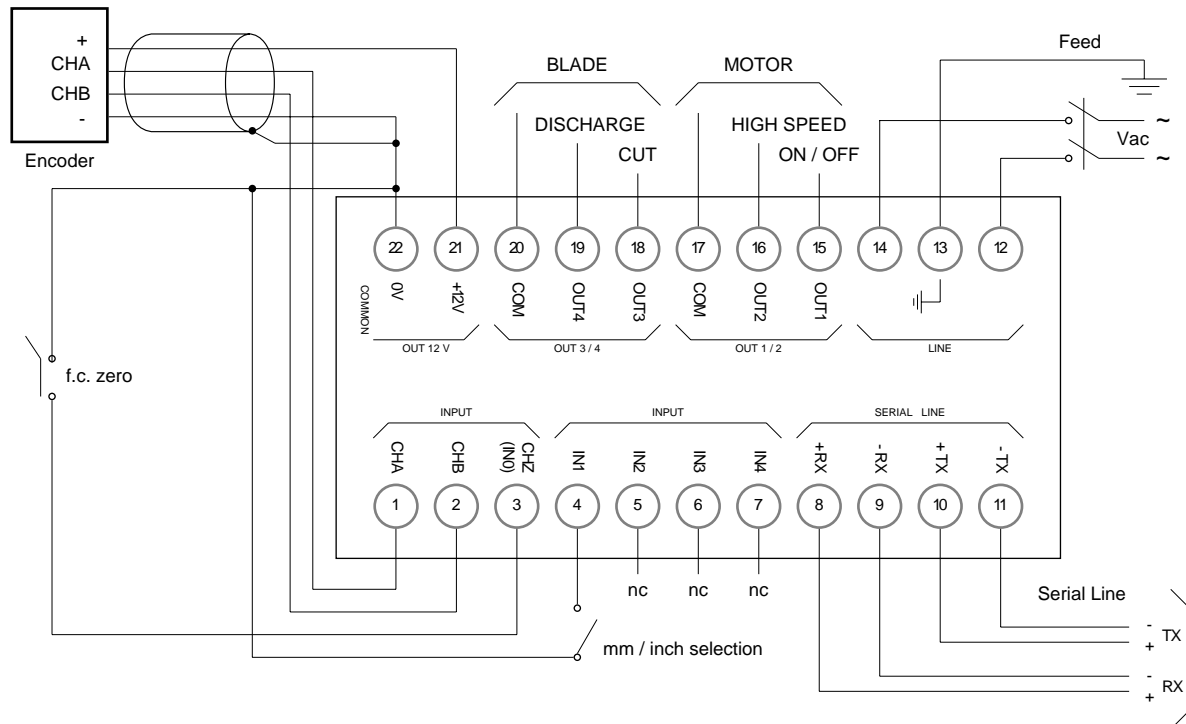 +
CHA
CHB
-
Encoder
BLADE
MOTOR
Feed
DISCHARGE
HIGH SPEED
CUT
ON / OFF
~
Vac
~
22 21 20 19 18 17 16 15 14 13 12
COMMON
0V
+12V
COM
OUT4
OUT3
COM
OUT2
OUT1
OUT 12 V
OUT 3 / 4
OUT 1 / 2
LINE
f.c. zero
INPUT
INPUT
SERIAL LINE
CHA
CHB
(IN0)
CHZ
IN1
IN2
IN3
IN4
+RX
-RX
+TX
- TX
1 2 3 4 5 6 7 8 9 10 11
nc nc nc
mm / inch selection
Serial Line
-
TX
+
-
RX
+